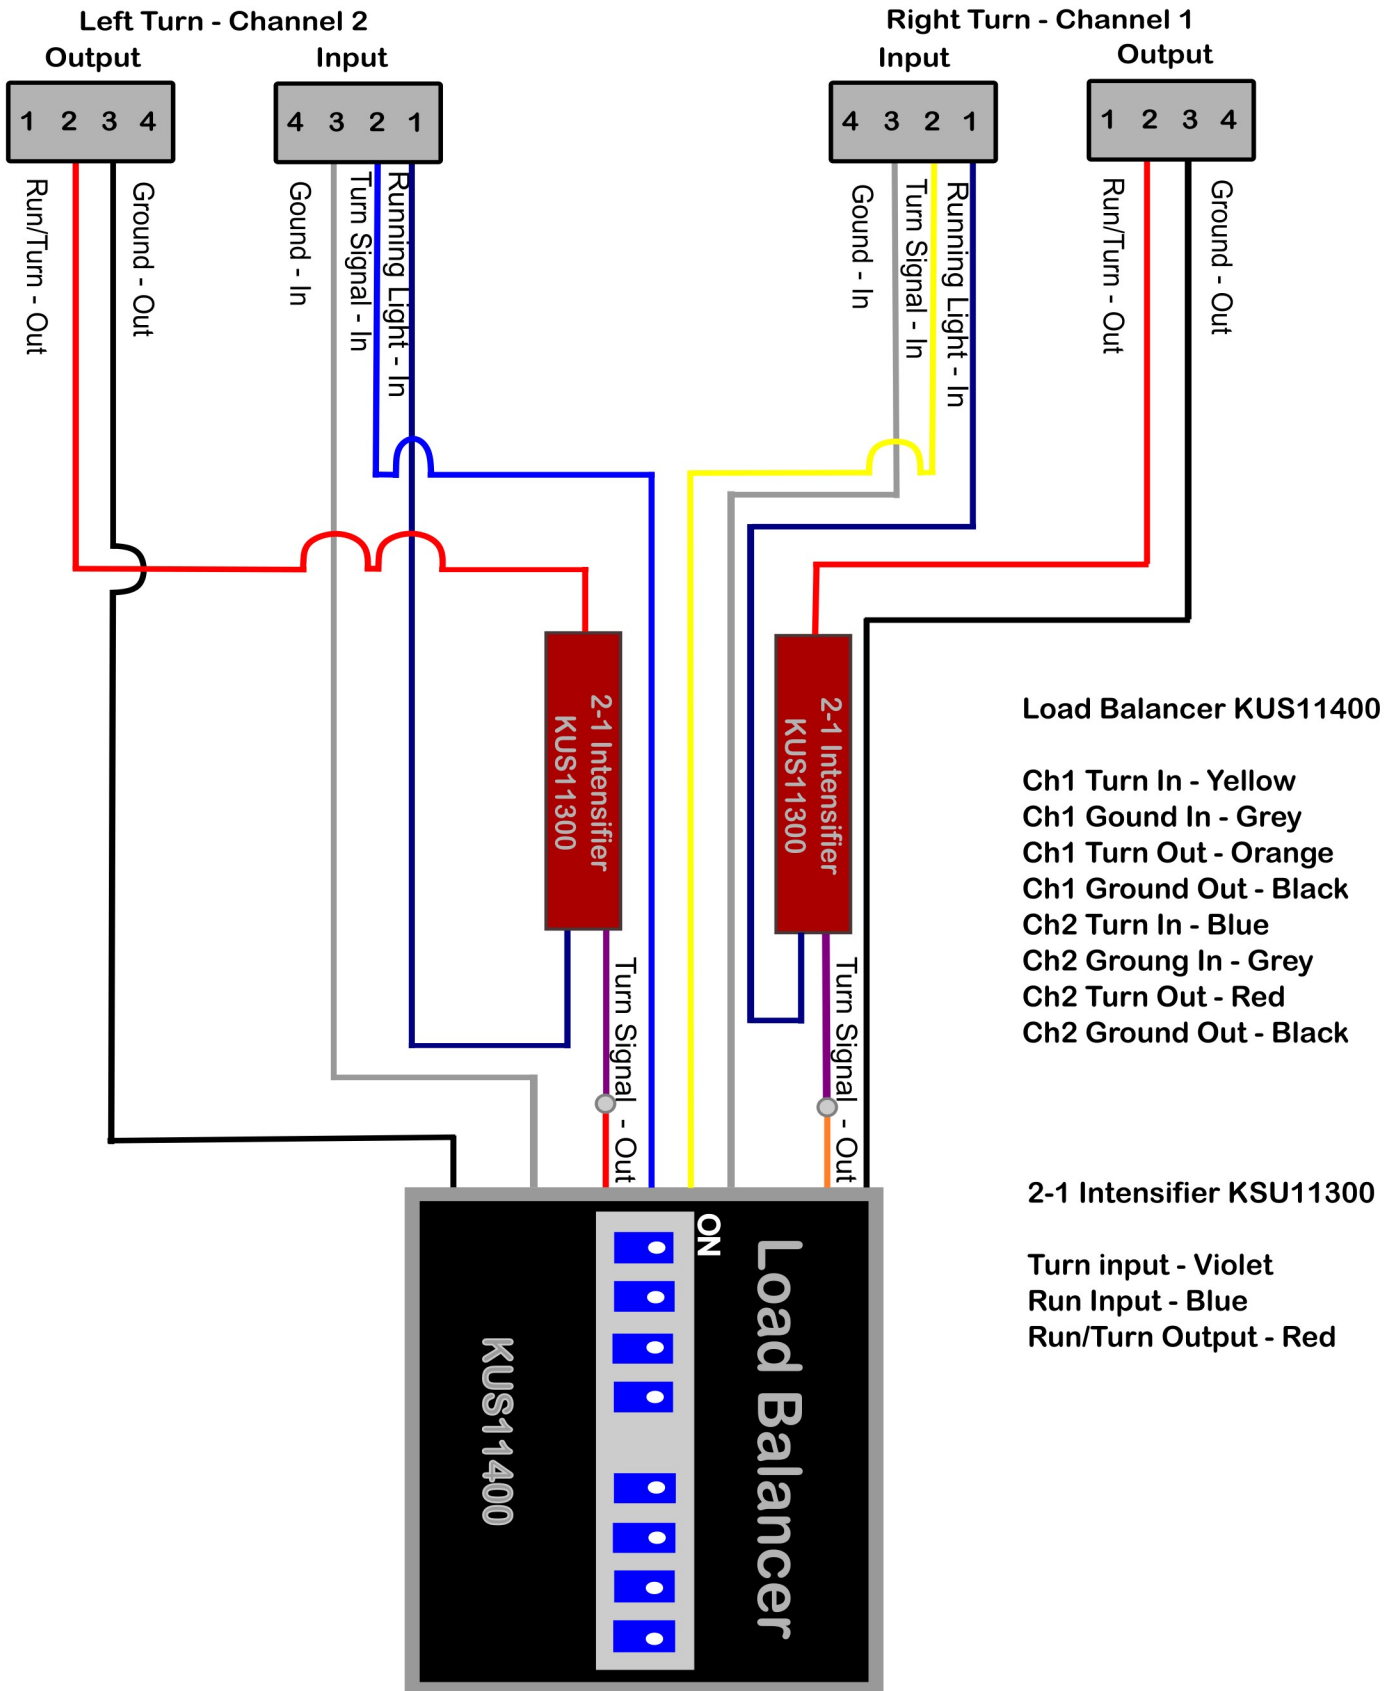 Left Turn - Channel 2
Output
Input
1 2 3 4
4 3 2 1
Run/Turn - Out
Ground - Out
Gound - In
Turn Signal - In
Running Light - In
Right Turn - Channel 1
Input
Output
4 3 2 1
1 2 3 4
Gound - In
Turn Signal - In
Running Light - In
Run/Turn - Out
Ground - Out
2-1 Intensifier
KUS11300
2-1 Intensifier
KUS11300
Turn Signal - Out
Turn Signal - Out
Load Balancer KUS11400
Ch1 Turn In - Yellow
Ch1 Gound In - Grey
Ch1 Turn Out - Orange
Ch1 Ground Out - Black
Ch2 Turn In - Blue
Ch2 Groung In - Grey
Ch2 Turn Out - Red
Ch2 Ground Out - Black
2-1 Intensifier KSU11300
Turn input - Violet
Run Input - Blue
Run/Turn Output - Red
ON
Load Balancer
KUS11400